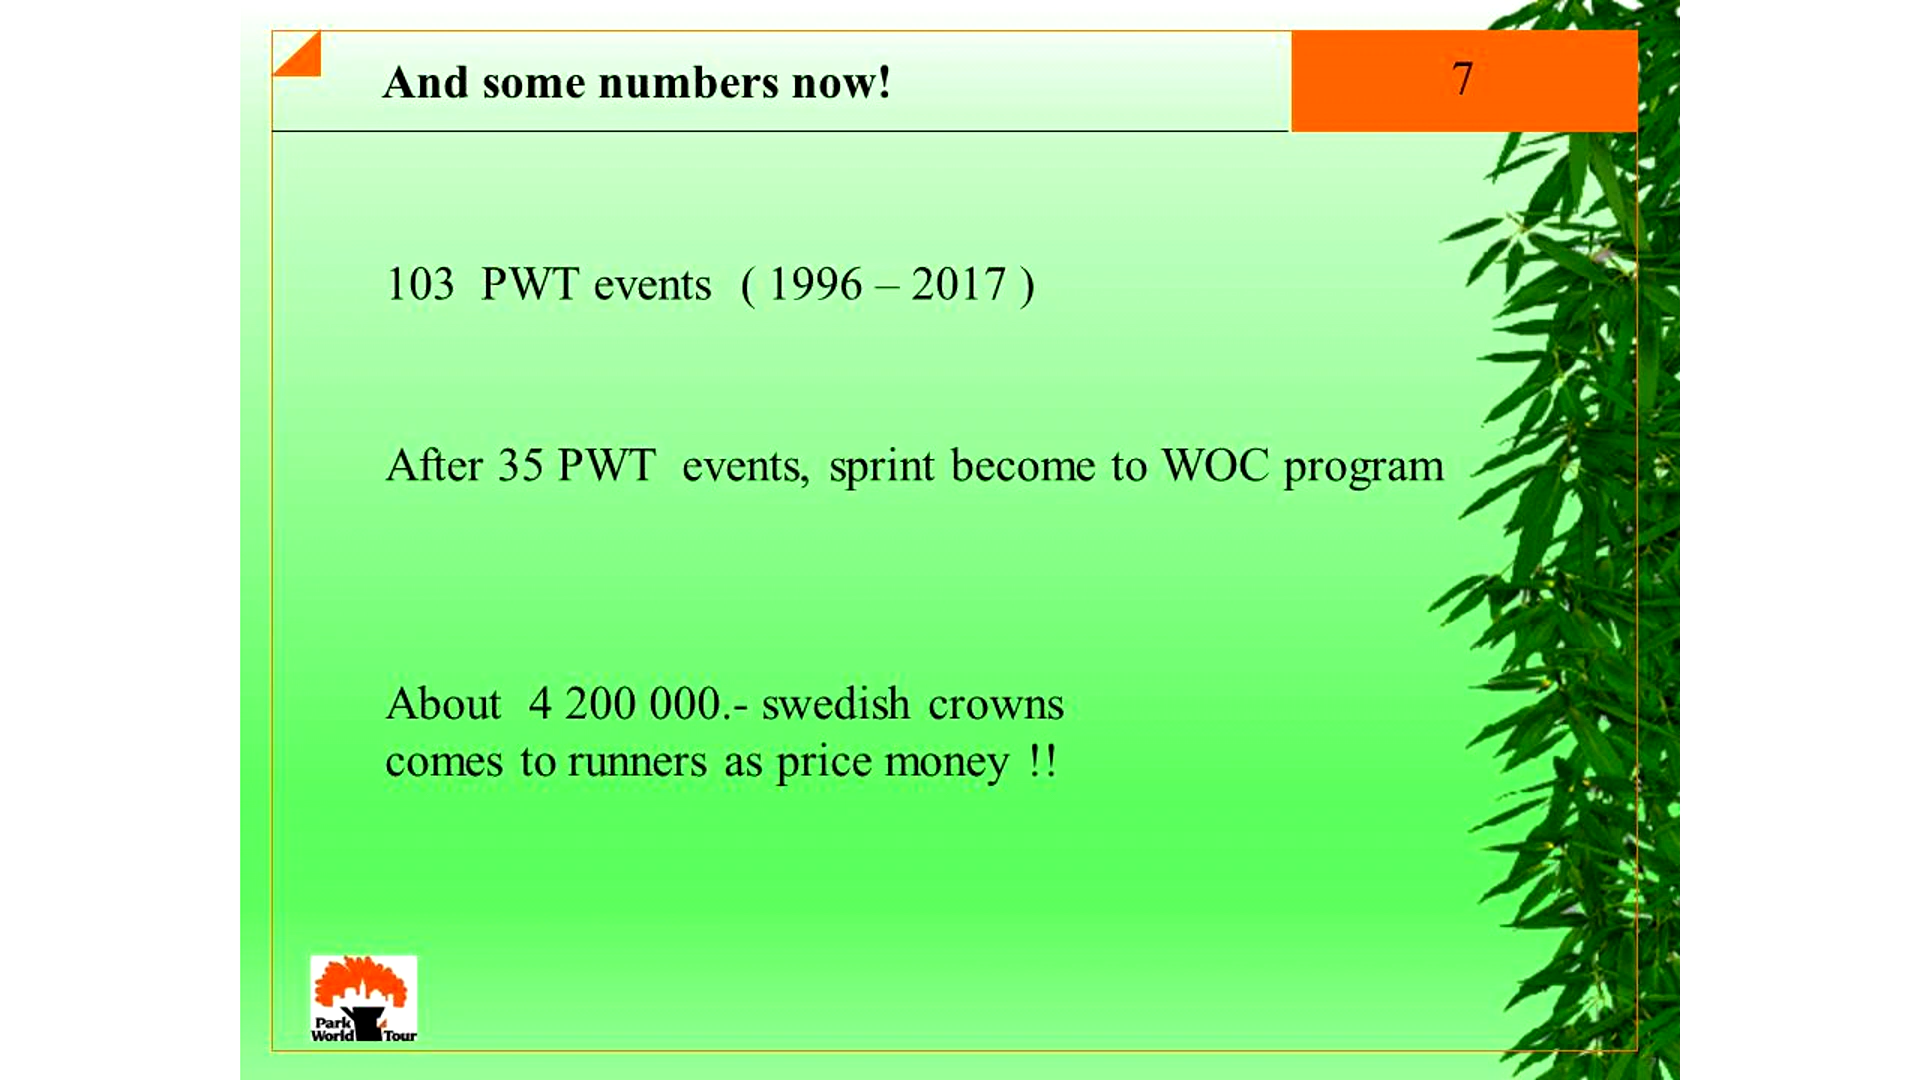 And some numbers now!
7
103 PWT events ( 1996 – 2017 )
After 35 PWT events, sprint become to WOC program
About 4 200 000.- swedish crowns
comes to runners as price money !!
Park
World Tour